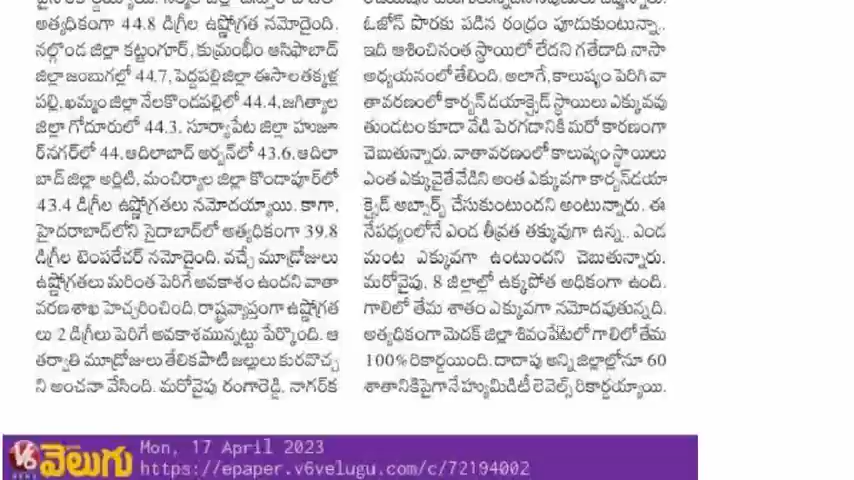 అత్యధికంగా 44.8 డిగ్రీల ఉష్ణోగ్రత నమోదైంది.
నల్గొండ జిల్లా కట్టంగూర్, కుమ్రంభీం ఆసిఫాబాద్
జిల్లా జంబుగల్లో 44.7, పెద్దపల్లి జిల్లా ఈసాల తక్కళ్ల
పల్లి, ఖమ్మం జిల్లా నేలకొండపల్లిలో 44.4, జగిత్యాల
జిల్లా గోదూరులో 44.3, సూర్యాపేట జిల్లా హుజూ
ర్‌నగర్‌లో 44, ఆదిలాబాద్ అర్బన్‌లో 43.6, ఆదిలా
బాద్ జిల్లా అర్లిటి, మంచిర్యాల జిల్లా కొండాపూర్‌లో
43.4 డిగ్రీల ఉష్ణోగ్రతలు నమోదయ్యాయి. కాగా,
హైదరాబాద్‌లోని సైదాబాద్‌లో అత్యధికంగా 39.8
డిగ్రీల టెంపరేచర్ నమోదైంది. వచ్చే మూడ్రోజులు
ఉష్ణోగ్రతలు మరింత పెరిగే అవకాశం ఉందని వాతా
వరణ శాఖ హెచ్చరించింది. రాష్ట్రవ్యాప్తంగా ఉష్ణోగ్రత
లు 2 డిగ్రీలు పెరిగే అవకాశమున్నట్టు పేర్కొంది. ఆ
తర్వాతి మూడ్రోజులు తేలికపాటి జల్లులు కురవొచ్చ
ని అంచనా వేసింది. మరోవైపు రంగారెడ్డి, నాగర్‌క
ఓజోన్ పొరకు పడిన రంధ్రం పూడుకుంటున్నా..
ఇది ఆశించినంత స్థాయిలో లేదని గతేడాది నాసా
అధ్యయనంలో తేలింది. అలాగే, కాలుష్యం పెరిగి వా
తావరణంలో కార్బన్ డయాక్సైడ్ స్థాయిలు ఎక్కువవు
తుండటం కూడా వేడి పెరగడానికి మరో కారణంగా
చెబుతున్నారు. వాతావరణంలో కాలుష్యం స్థాయిలు
ఎంత ఎక్కువైతే వేడిని అంత ఎక్కువగా కార్బన్‌డయా
క్సైడ్ అబ్సార్బ్ చేసుకుంటుందని అంటున్నారు. ఈ
నేపథ్యంలోనే ఎండ తీవ్రత తక్కువగా ఉన్న.. ఎండ
మంట ఎక్కువగా ఉంటుందని చెబుతున్నారు.
మరోవైపు, 8 జిల్లాల్లో ఉక్కపోత అధికంగా ఉంది.
గాలిలో తేమ శాతం ఎక్కువగా నమోదవుతున్నది.
అత్యధికంగా మెదక్ జిల్లా శివంపేటలో గాలిలో తేమ
100% రికార్డయింది. దాదాపు అన్ని జిల్లాల్లోనూ 60
శాతానికిపైగానే హ్యుమిడిటీ లెవెల్స్ రికార్డయ్యాయి.
V6 వెలుగు
Mon, 17 April 2023
https://epaper.v6velugu.com/c/72194002